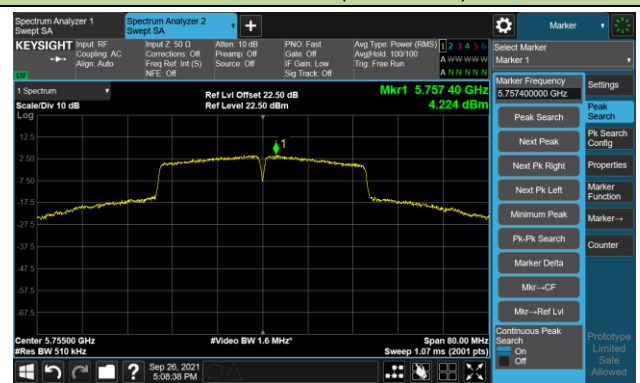 Spectrum Analyzer 1
Swept SA
Spectrum Analyzer 2
Swept SA
Marker
KEYSIGHT
Input: RF
Coupling: AC
Align: Auto
Input Z: 50 Ω
Corrections: Off
Freq Ref: Int (S)
NFE: Off
Atten: 10 dB
Preamp: Off
Source: Off
PNO: Fast
Gate: Off
IF Gain: Low
Sig Track: Off
Avg Type: Power (RMS)
Avg|Hold: 100/100
Trig: Free Run
1 2 3 4 5 6
A W W W W W
A N N N N N
Select Marker
Marker 1
LXI
1 Spectrum
Scale/Div 10 dB
Log
Ref Lvl Offset 22.50 dB
Ref Level 22.50 dBm
Mkr1 5.757 40 GHz
4.224 dBm
12.5
2.50
-7.50
-17.5
-27.5
-37.5
-47.5
-57.5
-67.5
1
Center 5.75500 GHz
#Res BW 510 kHz
#Video BW 1.6 MHz*
Span 80.00 MHz
Sweep 1.07 ms (2001 pts)
Marker Frequency
5.757400000 GHz
Peak Search
Next Peak
Next Pk Right
Next Pk Left
Minimum Peak
Pk-Pk Search
Marker Delta
Mkr→CF
Mkr→Ref Lvl
Continuous Peak
Search
On
Off
Settings
Peak
Search
Pk Search
Config
Properties
Marker
Function
Marker→
Counter
Prototype
Limited
Sale
Allowed
Sep 26, 2021
5:08:38 PM